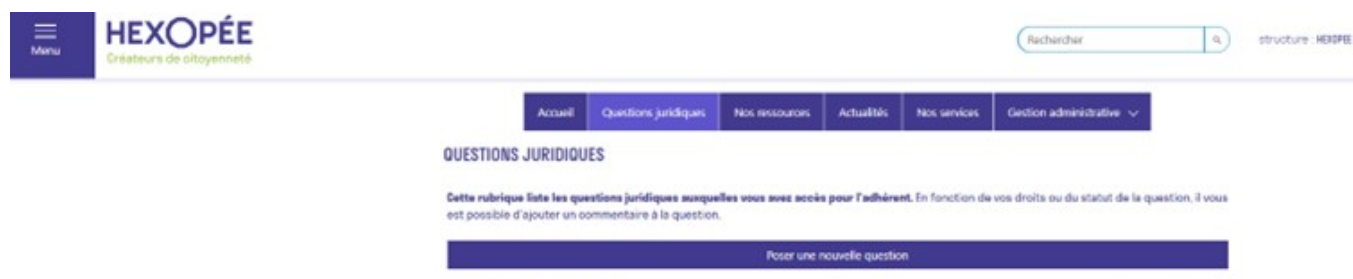 Menu
HEXOPÉE
Créateurs de citoyenneté
Rechercher
structure : HEXOPEE
Accueil
Questions juridiques
Nos ressources
Actualités
Nos services
Gestion administrative
QUESTIONS JURIDIQUES
Cette rubrique liste les questions juridiques auxquelles vous avez accès pour l'adhérent. En fonction de vos droits ou du statut de la question, il vous
est possible d'ajouter un commentaire à la question.
Poser une nouvelle question